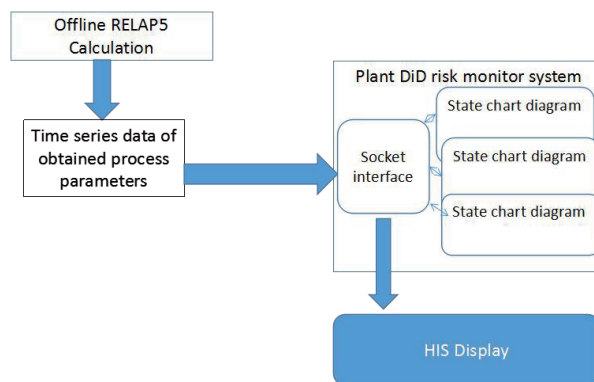 Offline RELAP5
Calculation
Plant DiD risk monitor system
State chart diagram
Time series data of
obtained process
parameters
Socket
interface
State chart diagram
State chart diagram
HIS Display